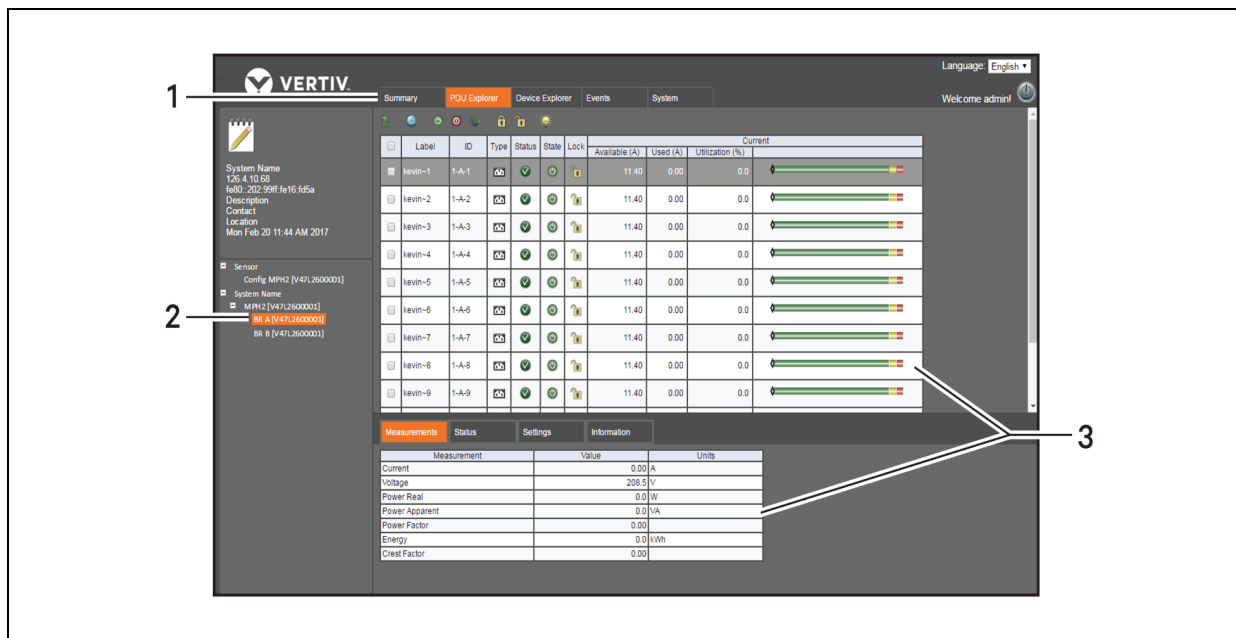 Language: English
VERTIV.
1
Summary PDU Explorer Device Explorer Events System
Welcome admin!
System Name
126.4.10.68
fe80::202:99ff:fe16:fd5a
Description
Contact
Location
Mon Feb 20 11:44 AM 2017
Sensor
Config MPH2 [V47L2600001]
System Name
MPH2 [V47L2600001]
2
BR A [V47L2600001]
BR B [V47L2600001]
Label ID Type Status State Lock Current
Available (A) Used (A) Utilization (%)
kevin~1 1-A-1 11.40 0.00 0.0
kevin~2 1-A-2 11.40 0.00 0.0
kevin~3 1-A-3 11.40 0.00 0.0
kevin~4 1-A-4 11.40 0.00 0.0
kevin~5 1-A-5 11.40 0.00 0.0
kevin~6 1-A-6 11.40 0.00 0.0
kevin~7 1-A-7 11.40 0.00 0.0
kevin~8 1-A-8 11.40 0.00 0.0
kevin~9 1-A-9 11.40 0.00 0.0
3
Measurements Status Settings Information
Measurement Value Units
Current 0.00 A
Voltage 208.5 V
Power Real 0.0 W
Power Apparent 0.0 VA
Power Factor 0.00
Energy 0.0 kWh
Crest Factor 0.00